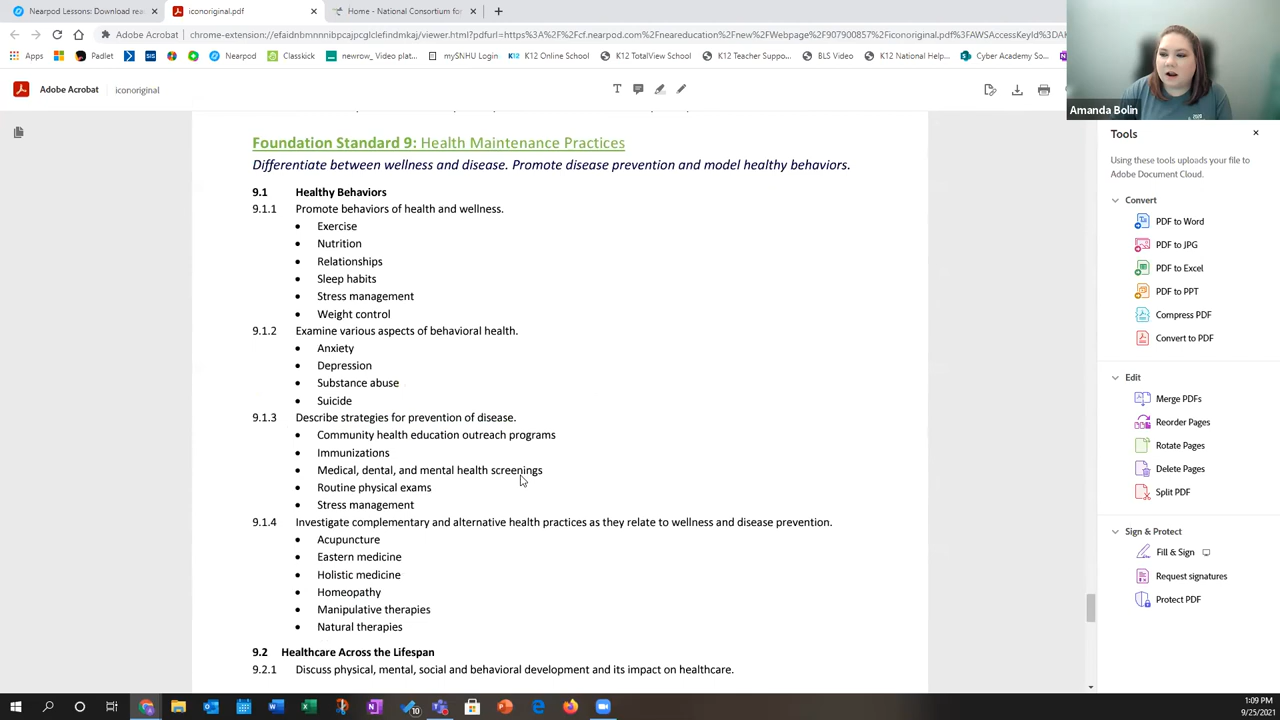 Nearpod Lessons: Download rea
iconoriginal.pdf
Home - National Consortium for
chrome-extension://efaidnbmnnnibpcajpcglclefindmkaj/viewer.html?pdfurl=https%3A%2F%2Fcf.nearpod.com%2Fneareducation%2Fnew%2FWebpage%2F907900857%2Ficonoriginal.pdf%3FAWSAccessKeyId%3DAK
Apps
Padlet
SIS
Nearpod
Classkick
newrow_ Video plat...
mySNHU Login
K12 Online School
K12 TotalView School
K12 Teacher Suppo...
BLS Video
K12 National Help...
Cyber Academy So...
Adobe Acrobat
iconoriginal
Amanda Bolin
Foundation Standard 9: Health Maintenance Practices
Differentiate between wellness and disease. Promote disease prevention and model healthy behaviors.
9.1 Healthy Behaviors
9.1.1 Promote behaviors of health and wellness.
• Exercise
• Nutrition
• Relationships
• Sleep habits
• Stress management
• Weight control
9.1.2 Examine various aspects of behavioral health.
• Anxiety
• Depression
• Substance abuse
• Suicide
9.1.3 Describe strategies for prevention of disease.
• Community health education outreach programs
• Immunizations
• Medical, dental, and mental health screenings
• Routine physical exams
• Stress management
9.1.4 Investigate complementary and alternative health practices as they relate to wellness and disease prevention.
• Acupuncture
• Eastern medicine
• Holistic medicine
• Homeopathy
• Manipulative therapies
• Natural therapies
9.2 Healthcare Across the Lifespan
9.2.1 Discuss physical, mental, social and behavioral development and its impact on healthcare.
Tools
Using these tools uploads your file to
Adobe Document Cloud.
Convert
PDF to Word
PDF to JPG
PDF to Excel
PDF to PPT
Compress PDF
Convert to PDF
Edit
Merge PDFs
Reorder Pages
Rotate Pages
Delete Pages
Split PDF
Sign & Protect
Fill & Sign
Request signatures
Protect PDF
1:09 PM
9/25/2021